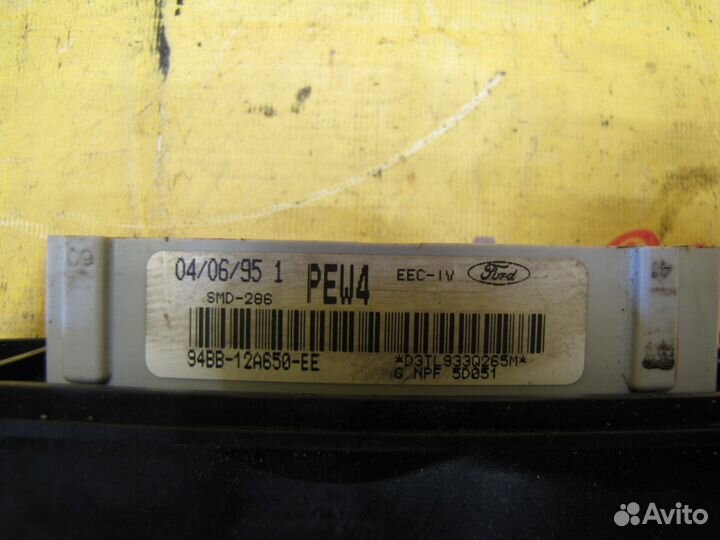 04/06/95 1
PEW4
EEC-IV
Ford
SMD-286
94BB-12A650-EE
*D3TL933Q265M*
G NPF 5D051
Avito